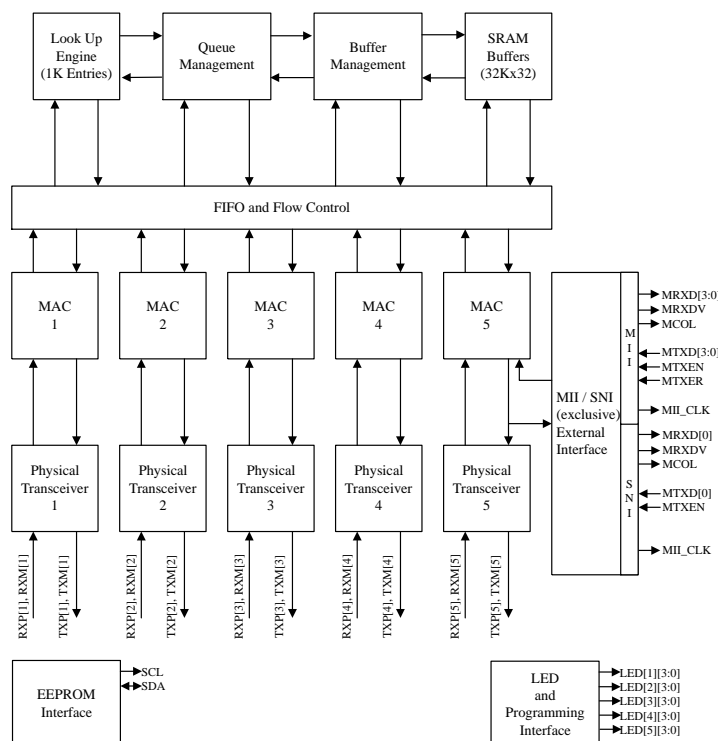 Look Up
Engine
(1K Entries)
Queue
Management
Buffer
Management
SRAM
Buffers
(32Kx32)
FIFO and Flow Control
MAC
1
MAC
2
MAC
3
MAC
4
MAC
5
MII / SNI
(exclusive)
External
Interface
M
I
I
S
N
I
MRXD[3:0]
MRXDV
MCOL
MTXD[3:0]
MTXEN
MTXER
MII_CLK
MRXD[0]
MRXDV
MCOL
MTXD[0]
MTXEN
MII_CLK
Physical
Transceiver
1
Physical
Transceiver
2
Physical
Transceiver
3
Physical
Transceiver
4
Physical
Transceiver
5
RXP[1], RXM[1]
TXP[1], TXM[1]
RXP[2], RXM[2]
TXP[2], TXM[2]
RXP[3], RXM[3]
TXP[3], TXM[3]
RXP[4], RXM[4]
TXP[4], TXM[4]
RXP[5], RXM[5]
TXP[5], TXM[5]
EEPROM
Interface
SCL
SDA
LED
and
Programming
Interface
LED[1][3:0]
LED[2][3:0]
LED[3][3:0]
LED[4][3:0]
LED[5][3:0]